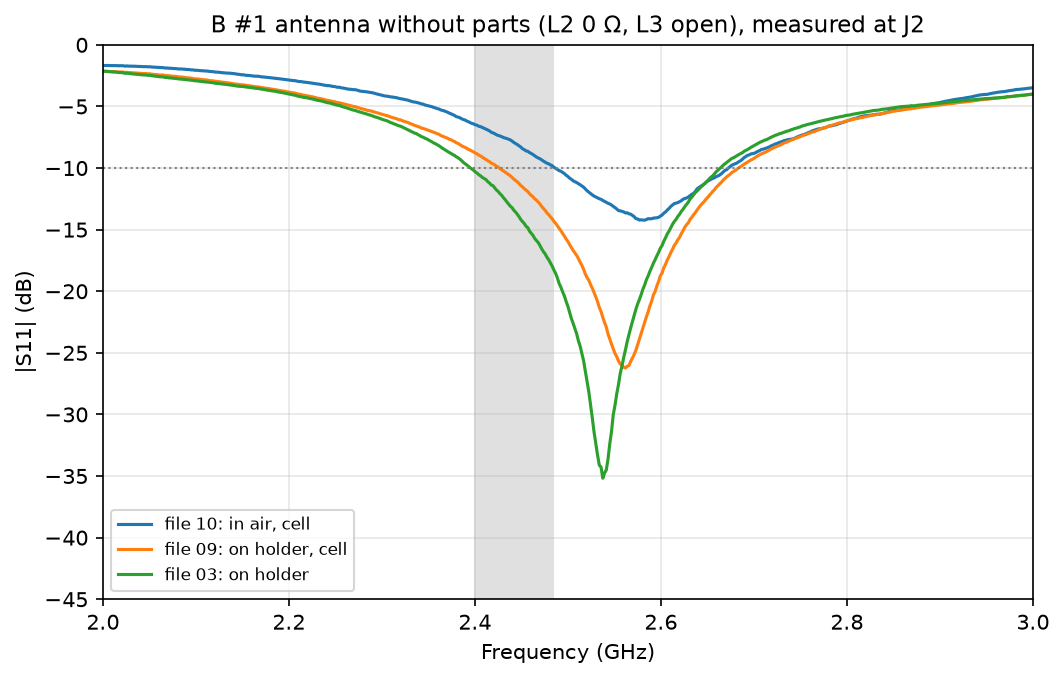 B #1 antenna without parts (L2 0 Ω, L3 open), measured at J2
|S11| (dB)
0
−5
−10
−15
−20
−25
−30
−35
−40
−45
file 10: in air, cell
file 09: on holder, cell
file 03: on holder
2.0 2.2 2.4 2.6 2.8 3.0
Frequency (GHz)